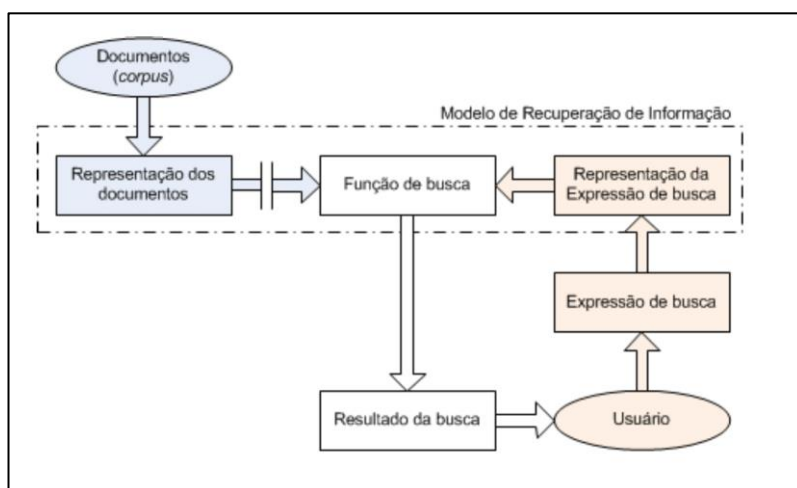 Documentos
(corpus)
Modelo de Recuperação de Informação
Representação dos
documentos
Função de busca
Representação da
Expressão de busca
Expressão de busca
Resultado da busca
Usuário